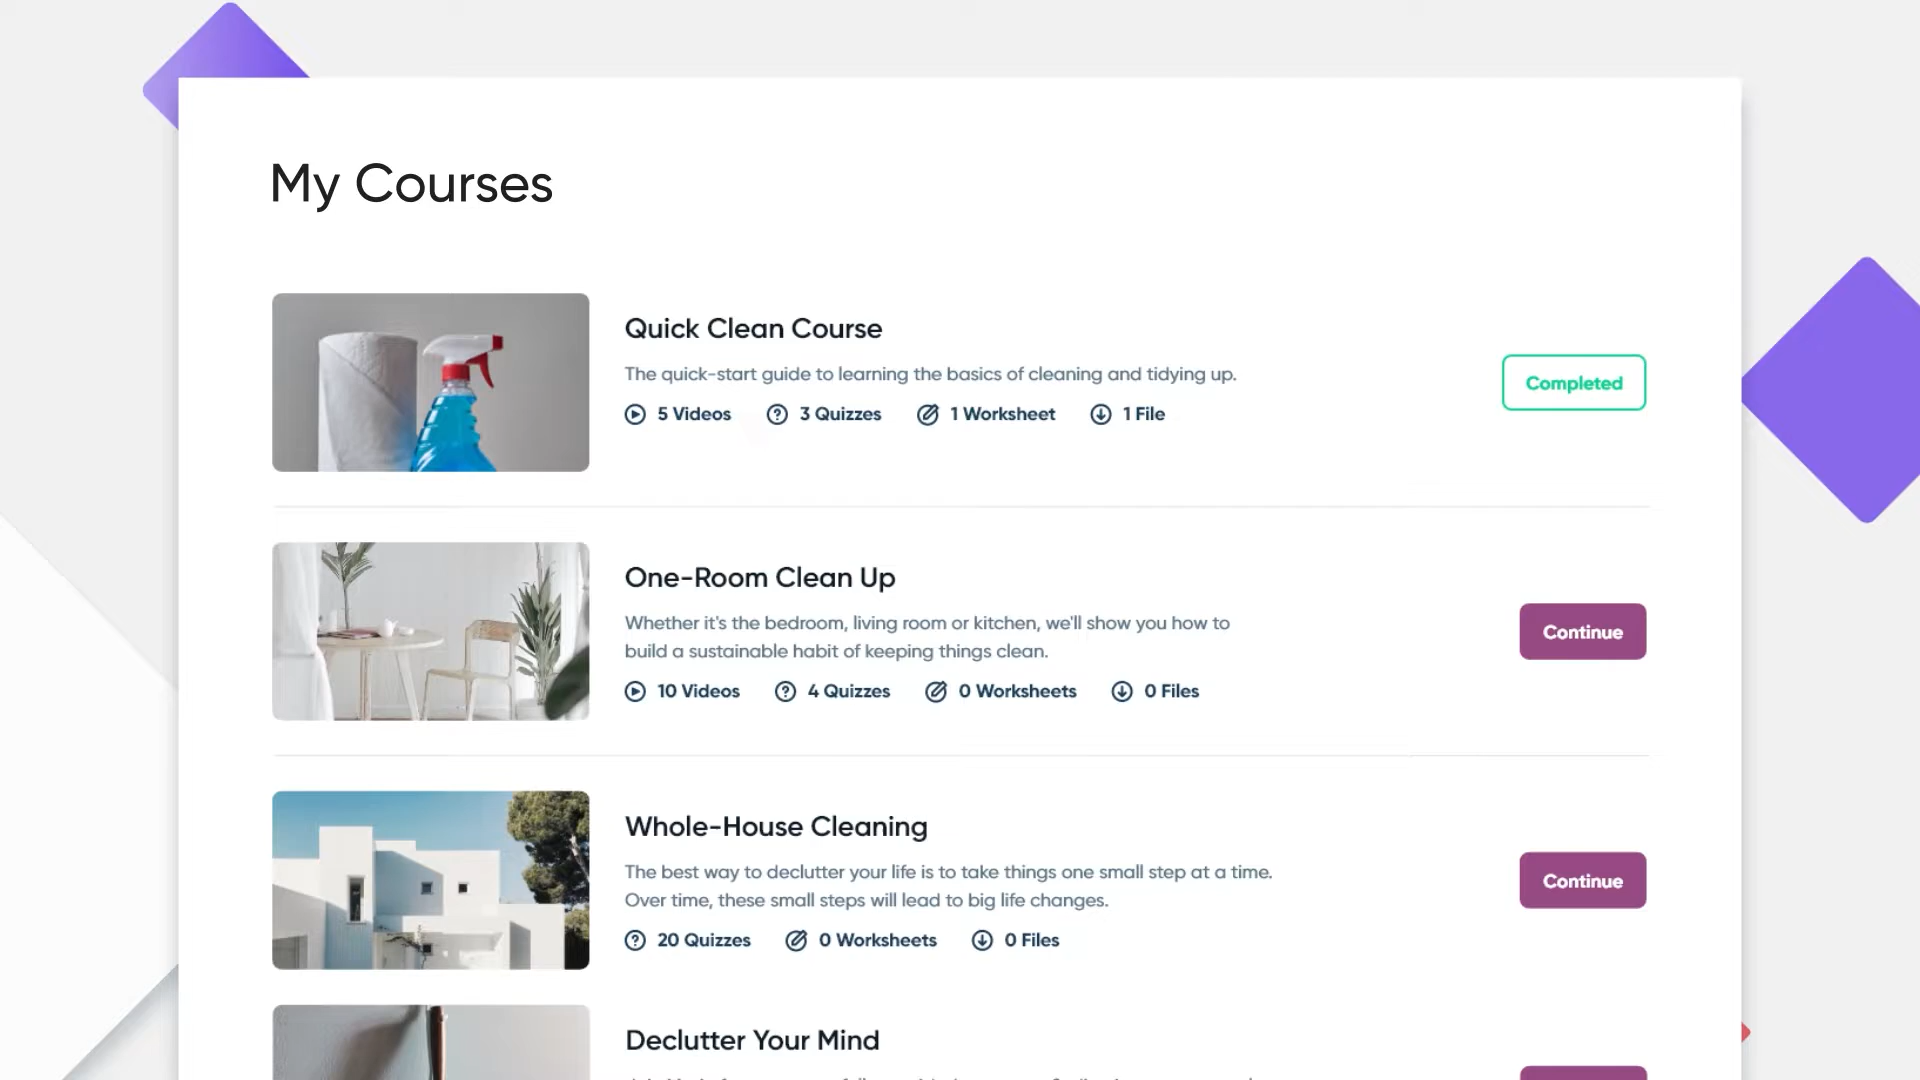 My Courses
Quick Clean Course
The quick-start guide to learning the basics of cleaning and tidying up.
5 Videos 3 Quizzes 1 Worksheet 1 File
Completed
One-Room Clean Up
Whether it's the bedroom, living room or kitchen, we'll show you how to
build a sustainable habit of keeping things clean.
10 Videos 4 Quizzes 0 Worksheets 0 Files
Continue
Whole-House Cleaning
The best way to declutter your life is to take things one small step at a time.
Over time, these small steps will lead to big life changes.
20 Quizzes 0 Worksheets 0 Files
Continue
Declutter Your Mind